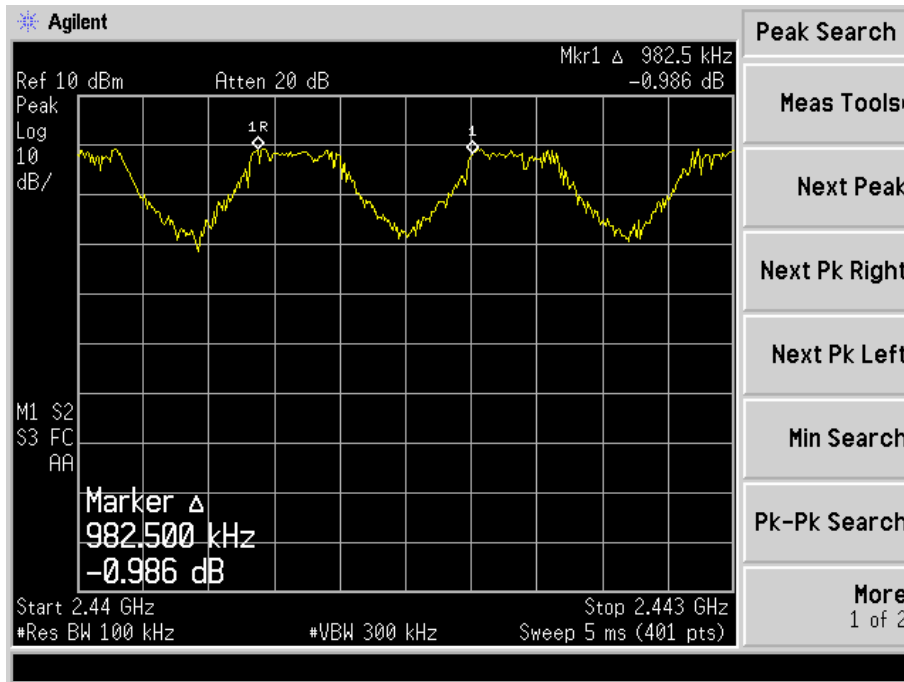 Agilent
Peak Search
Mkr1 Δ 982.5 kHz
Ref 10 dBm Atten 20 dB -0.986 dB
Peak
Log
10
dB/
1R
1
Meas Tools
Next Peak
Next Pk Right
Next Pk Left
Min Search
Pk-Pk Search
More
1 of 2
M1 S2
S3 FC
AA
Marker Δ
982.500 kHz
-0.986 dB
Start 2.44 GHz Stop 2.443 GHz
#Res BW 100 kHz #VBW 300 kHz Sweep 5 ms (401 pts)